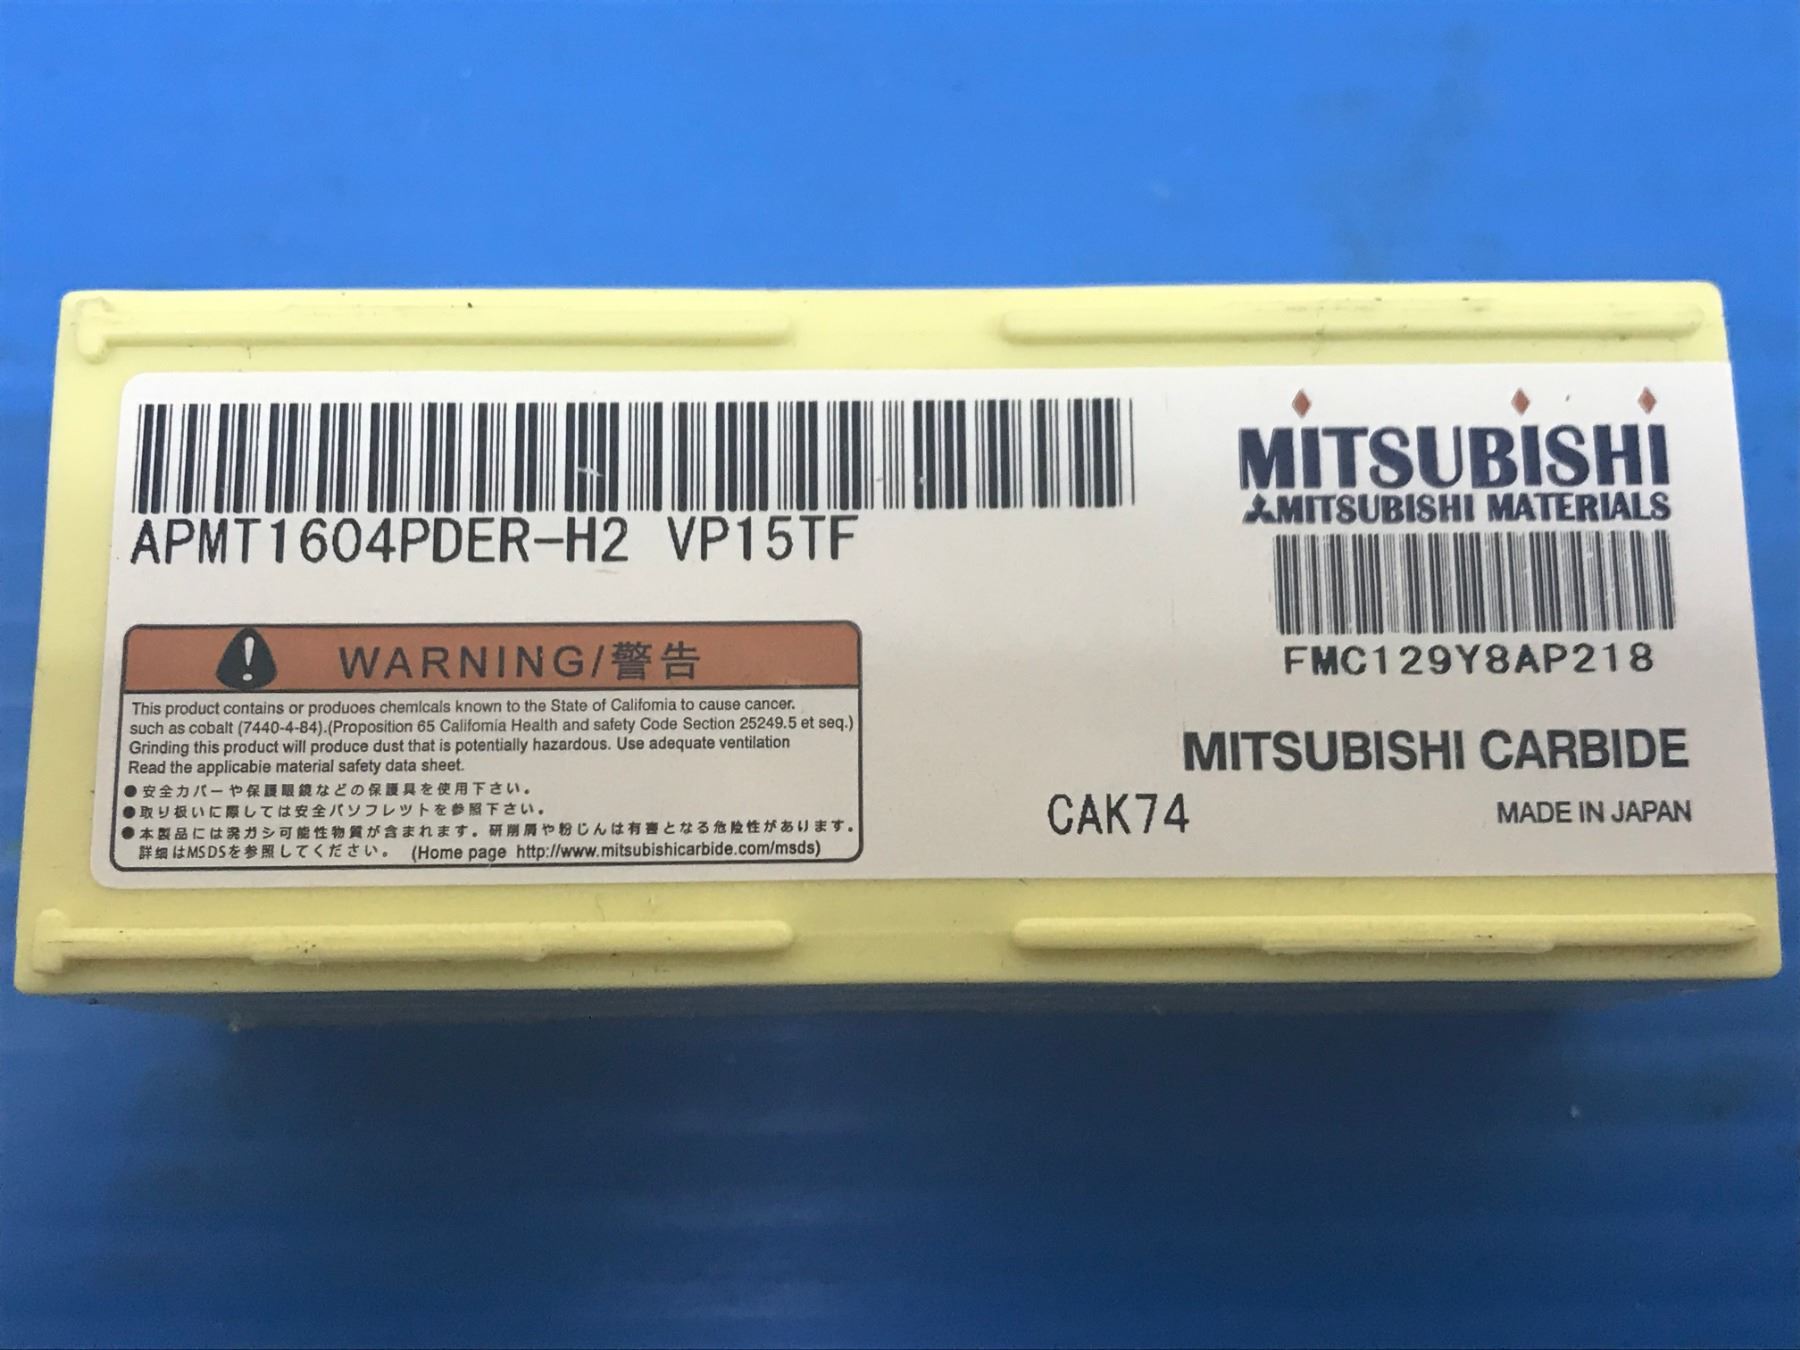 APMT1604PDER-H2 VP15TF
MITSUBISHI
MITSUBISHI MATERIALS
FMC129Y8AP218
MITSUBISHI CARBIDE
CAK74
MADE IN JAPAN
WARNING/警告
This product contains or produoes chemlcals known to the State of California to cause cancer.
such as cobalt (7440-4-84).(Proposition 65 Califomia Health and safety Code Section 25249.5 et seq.)
Grinding this product will produce dust that is potentially hazardous. Use adequate ventilation
Read the applicabie material safety data sheet.
●安全カバーや保護眼鏡などの保護具を使用下さい。
●取り扱いに際しては安全パソフレツトを参照下さい。
●本製品には発ガシ可能性物質が含まれます。研削屑や粉じんは有害となる危険性があります。
詳細はMSDSを参照してください。 (Home page http://www.mitsubishicarbide.com/msds)